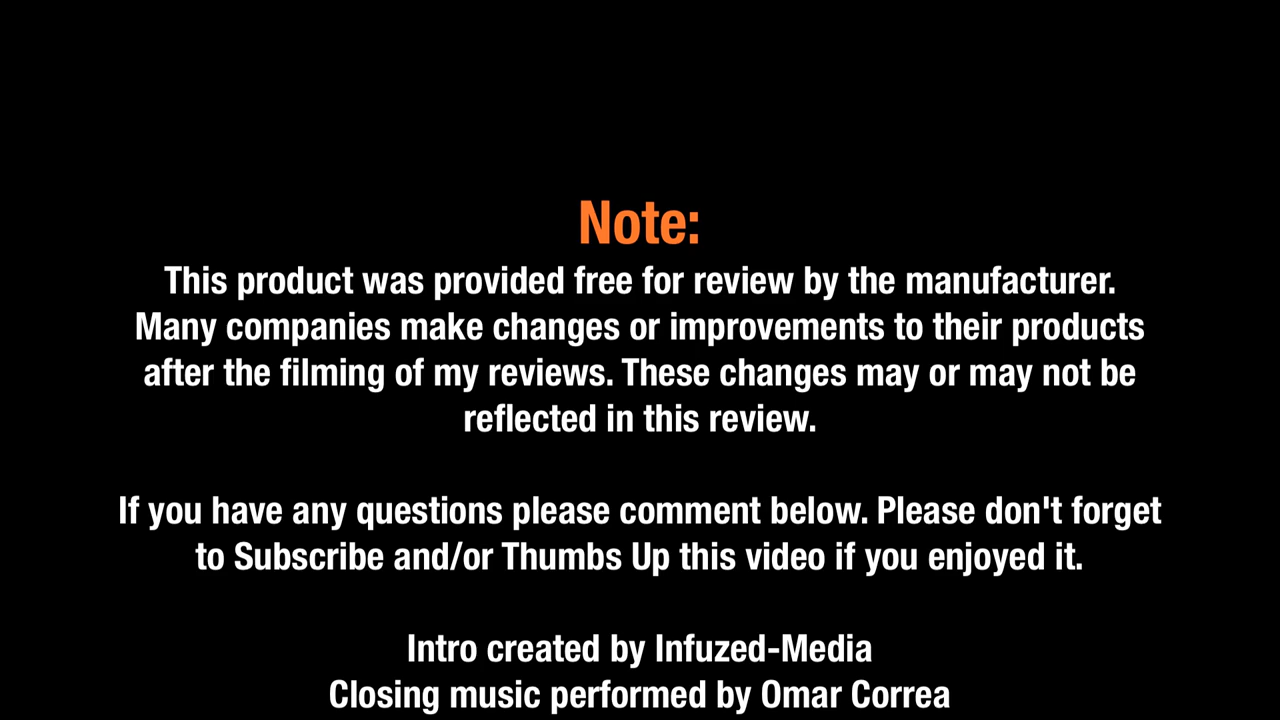 Note:
This product was provided free for review by the manufacturer.
Many companies make changes or improvements to their products
after the filming of my reviews. These changes may or may not be
reflected in this review.
If you have any questions please comment below. Please don't forget
to Subscribe and/or Thumbs Up this video if you enjoyed it.
Intro created by Infuzed-Media
Closing music performed by Omar Correa